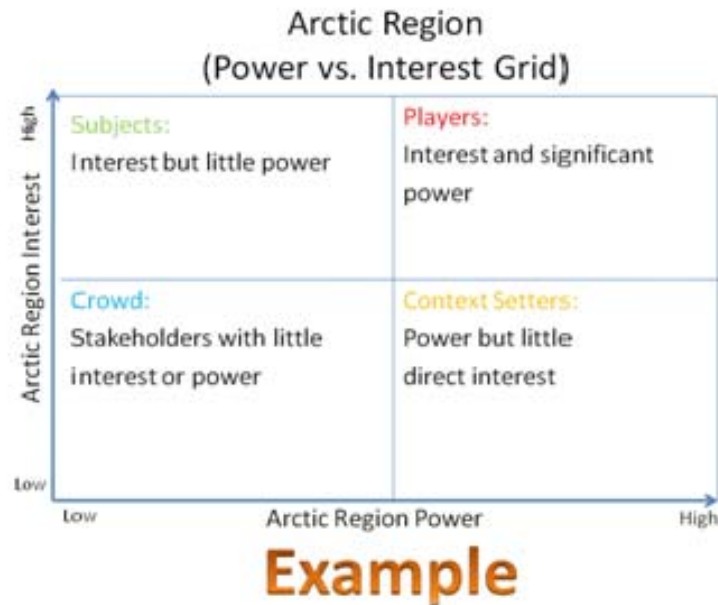 Arctic Region
(Power vs. Interest Grid)
High
Arctic Region Interest
Low
Subjects:
Interest but little power
Players:
Interest and significant
power
Crowd:
Stakeholders with little
interest or power
Context Setters:
Power but little
direct interest
Low
Arctic Region Power
High
Example